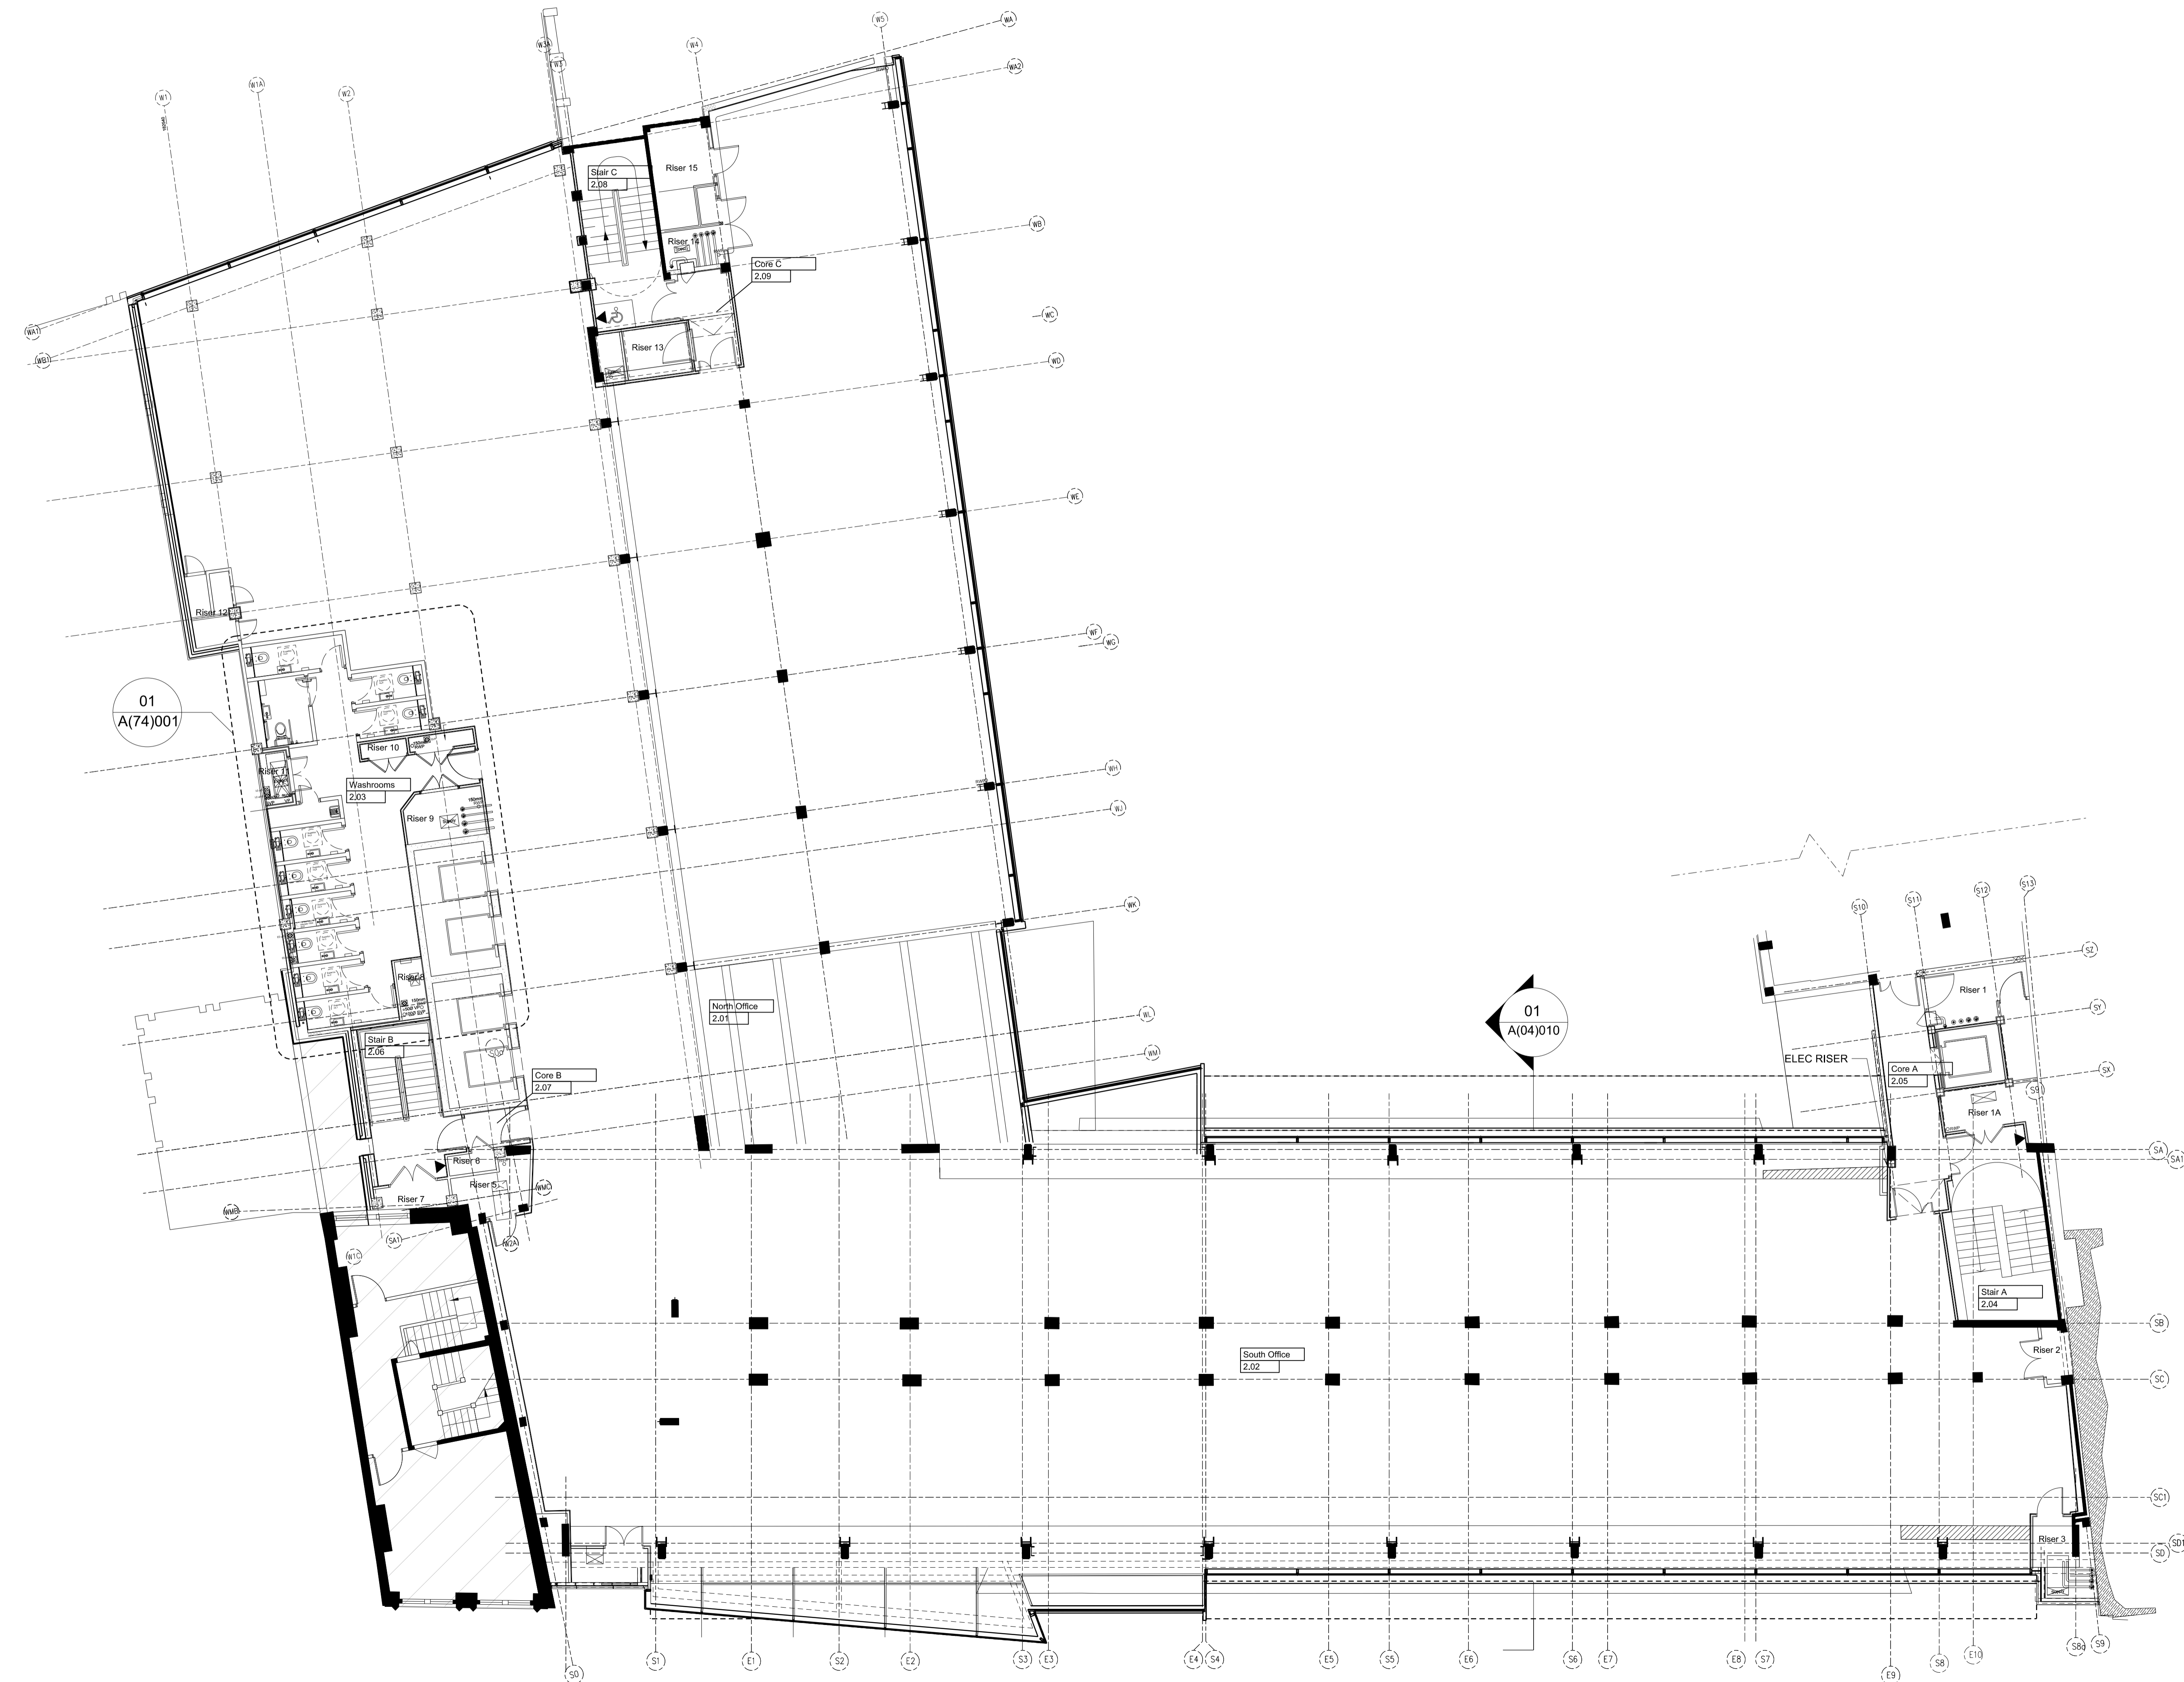 W3A
W3
W4
W5
WA
WA2
W1
W1A
W2
Stair C
2.08
Riser 15
Riser 14
WB
Core C
2.09
WC
WA1
WB1
Riser 13
WD
WE
Riser 12
WF
WG
01
A(74)001
Riser 10
Riser 11
Washrooms
2.03
WH
Riser 9
WJ
WK
Riser 8
North Office
2.01
WL
Stair B
2.06
WM
Core B
2.07
Riser 6
Riser 5
Riser 7
WMB
WMC
SA1
W2A
W1C
01
A(04)010
S10
S11
S12
S13
SZ
Riser 1
SY
ELEC RISER
Core A
2.05
SX
S9
Riser 1A
SA
SA1
Stair A
2.04
SB
Riser 2
South Office
2.02
SC
SC1
Riser 3
SD1
SD
S0
S1
E1
S2
E2
S3
E3
E4
S4
E5
S5
E6
S6
E7
E8
S7
E9
S8
E10
S8a
S9